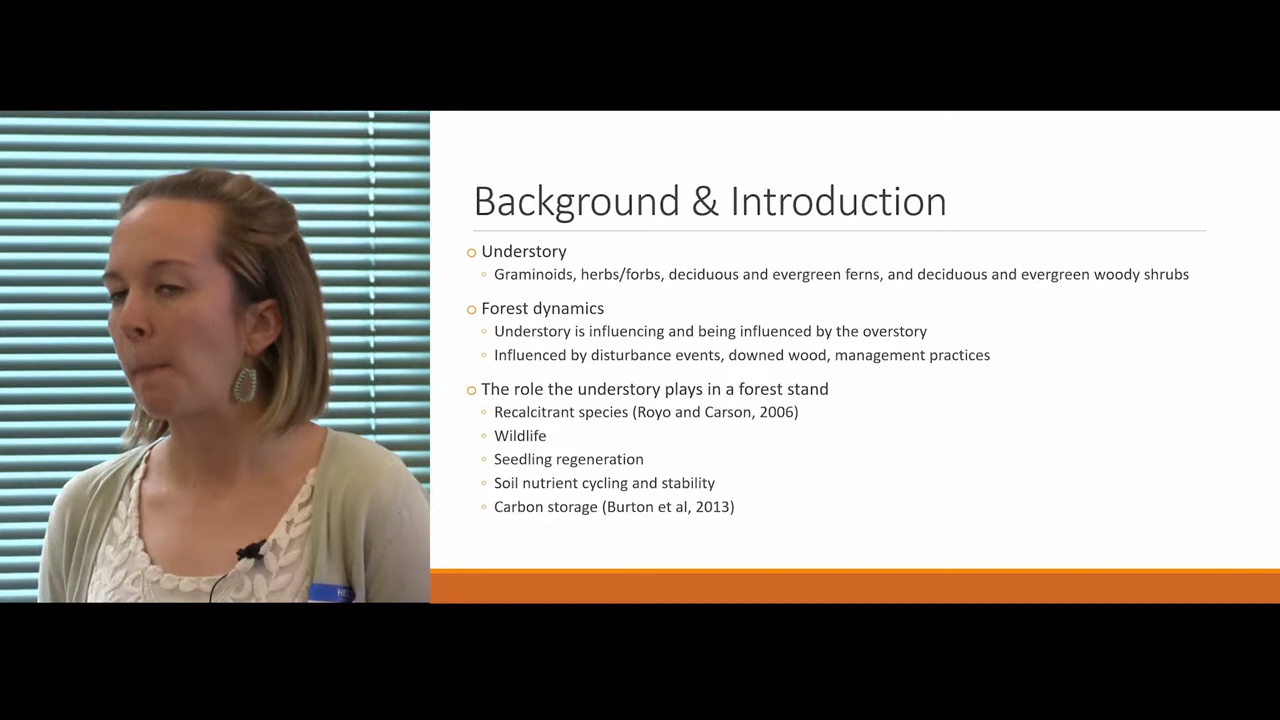 Background & Introduction
Understory
Graminoids, herbs/forbs, deciduous and evergreen ferns, and deciduous and evergreen woody shrubs
Forest dynamics
Understory is influencing and being influenced by the overstory
Influenced by disturbance events, downed wood, management practices
The role the understory plays in a forest stand
Recalcitrant species (Royo and Carson, 2006)
Wildlife
Seedling regeneration
Soil nutrient cycling and stability
Carbon storage (Burton et al, 2013)